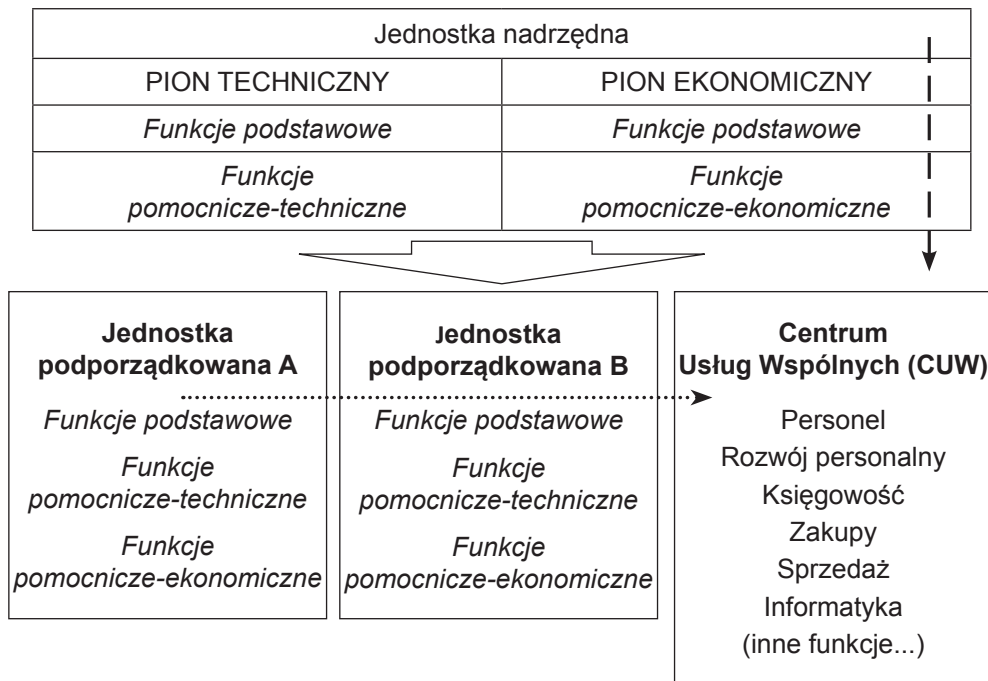 Jednostka nadrzędna
PION TECHNICZNY
PION EKONOMICZNY
Funkcje podstawowe
Funkcje podstawowe
Funkcje
pomocnicze-techniczne
Funkcje
pomocnicze-ekonomiczne
Jednostka
podporządkowana A
Funkcje podstawowe
Funkcje
pomocnicze-techniczne
Funkcje
pomocnicze-ekonomiczne
Jednostka
podporządkowana B
Funkcje podstawowe
Funkcje
pomocnicze-techniczne
Funkcje
pomocnicze-ekonomiczne
Centrum
Usług Wspólnych (CUW)
Personel
Rozwój personalny
Księgowość
Zakupy
Sprzedaż
Informatyka
(inne funkcje...)